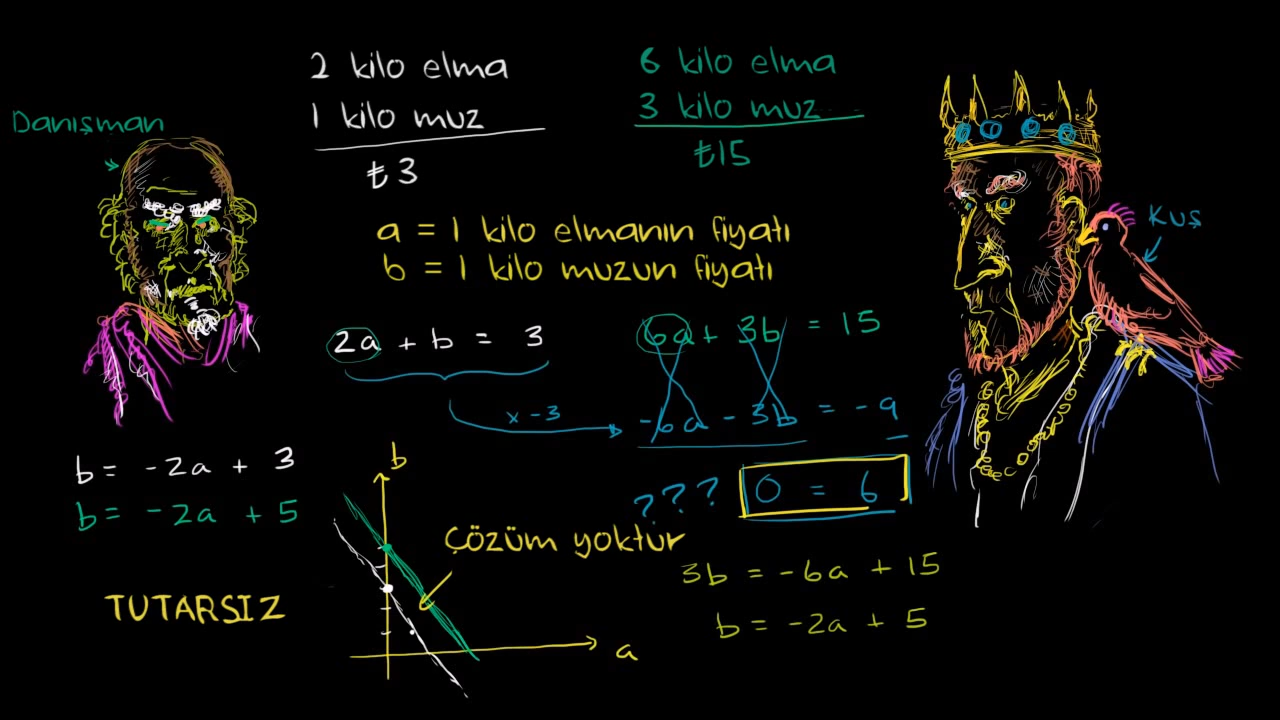 Danışman
2 kilo elma
1 kilo muz
₺3
6 kilo elma
3 kilo muz
₺15
Kuş
a = 1 kilo elmanın fiyatı
b = 1 kilo muzun fiyatı
2a + b = 3
6a + 3b = 15
x -3
-6a - 3b = -9
??? 0 = 6
b = -2a + 3
b = -2a + 5
b
Çözüm yoktur
3b = -6a + 15
b = -2a + 5
TUTARSIZ
a